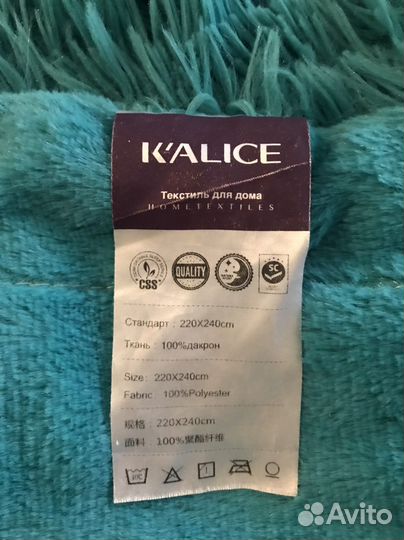 K'ALICE
Текстиль для дома
HOMETEXTILES
CSS
QUALITY
SC
Стандарт : 220X240cm
Ткань : 100%дакрон
Size: 220X240cm
Fabric: 100%Polyester
规格: 220X240cm
面料: 100%聚酯纤维
Avito